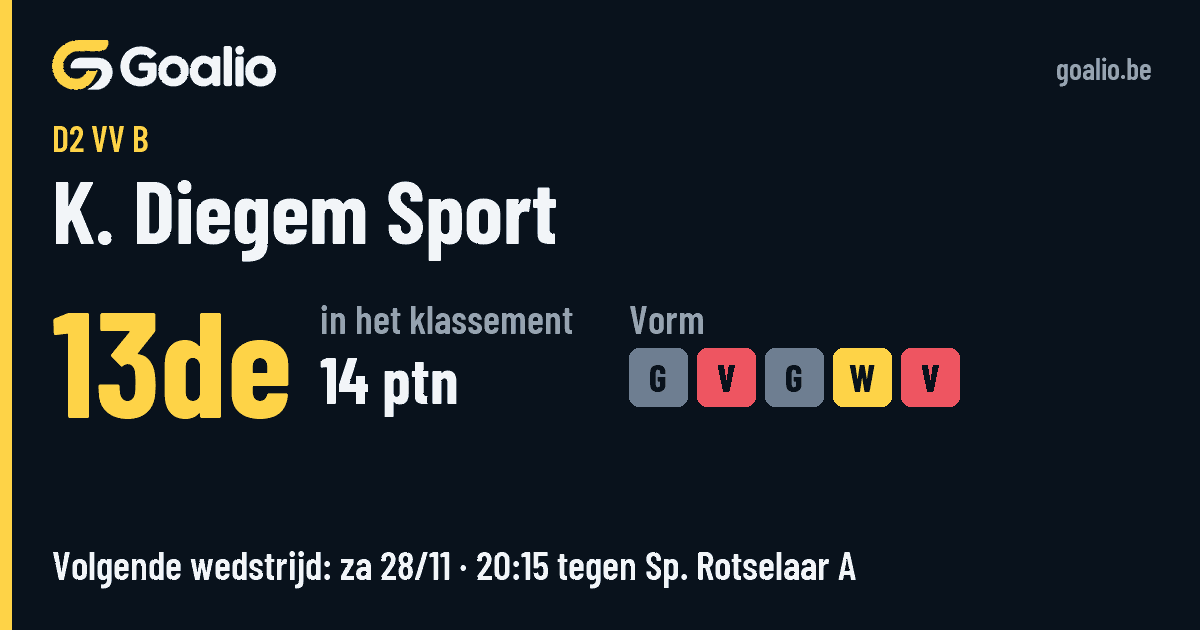 Goalio
goalio.be
D2 VV B
K. Diegem Sport
13de
in het klassement
14 ptn
Vorm
G V G W V
Volgende wedstrijd: za 28/11 · 20:15 tegen Sp. Rotselaar A